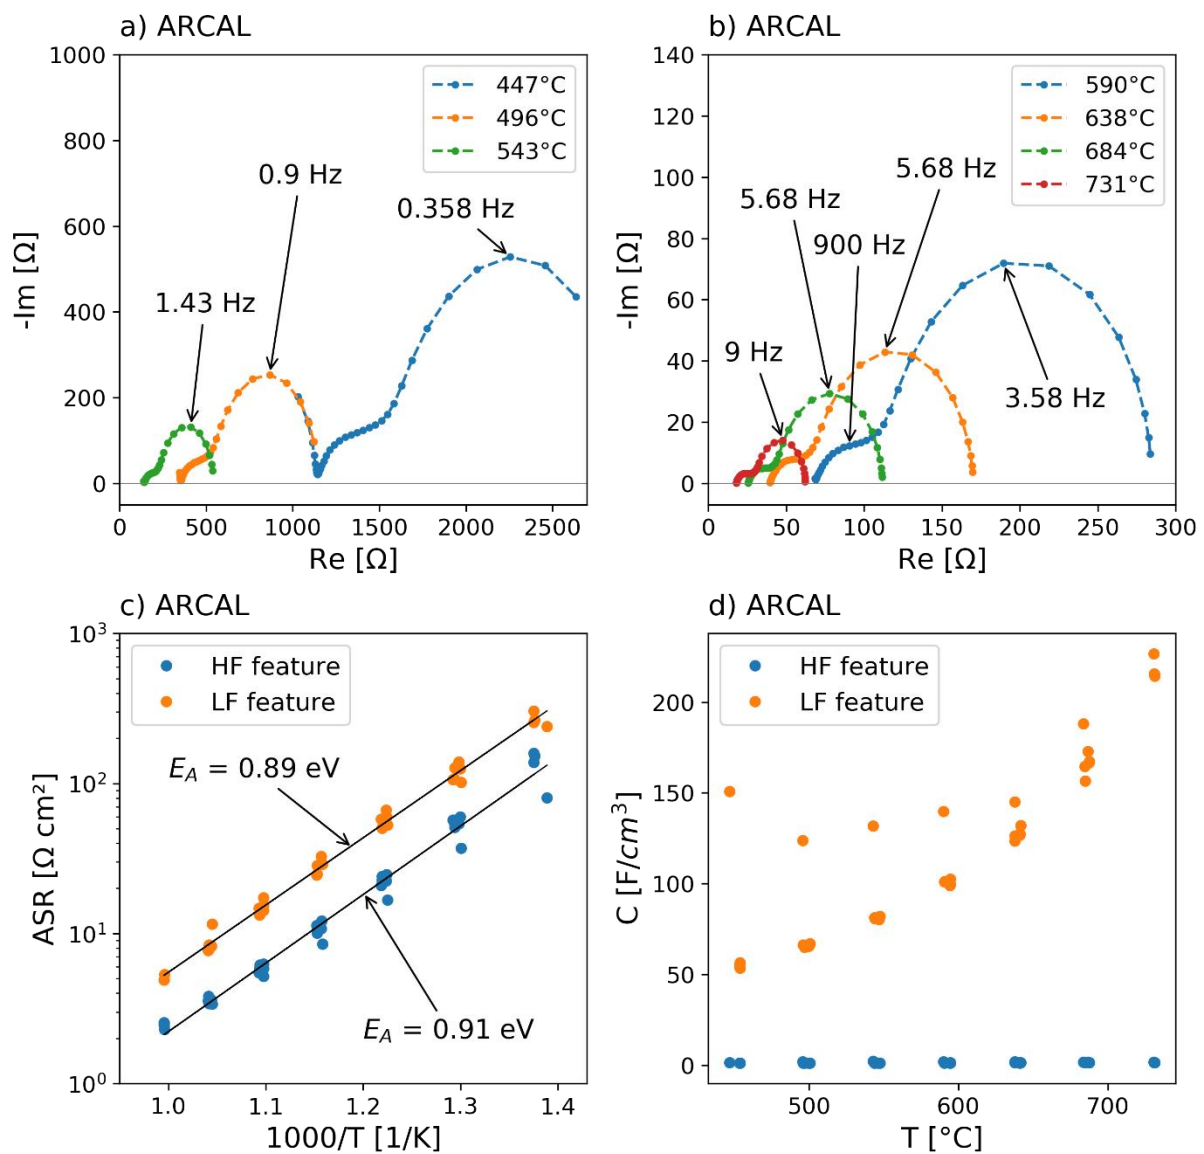 a) ARCAL
1000
800
600
400
200
0
-Im [Ω]
447°C
496°C
543°C
0.9 Hz
0.358 Hz
1.43 Hz
0 500 1000 1500 2000 2500
Re [Ω]
b) ARCAL
140
120
100
80
60
40
20
0
-Im [Ω]
590°C
638°C
684°C
731°C
5.68 Hz
5.68 Hz
900 Hz
9 Hz
3.58 Hz
0 50 100 150 200 250 300
Re [Ω]
c) ARCAL
10³
10²
10¹
10⁰
ASR [Ω cm²]
HF feature
LF feature
E_A = 0.89 eV
E_A = 0.91 eV
1.0 1.1 1.2 1.3 1.4
1000/T [1/K]
d) ARCAL
200
150
100
50
0
C [F/cm³]
HF feature
LF feature
500 600 700
T [°C]